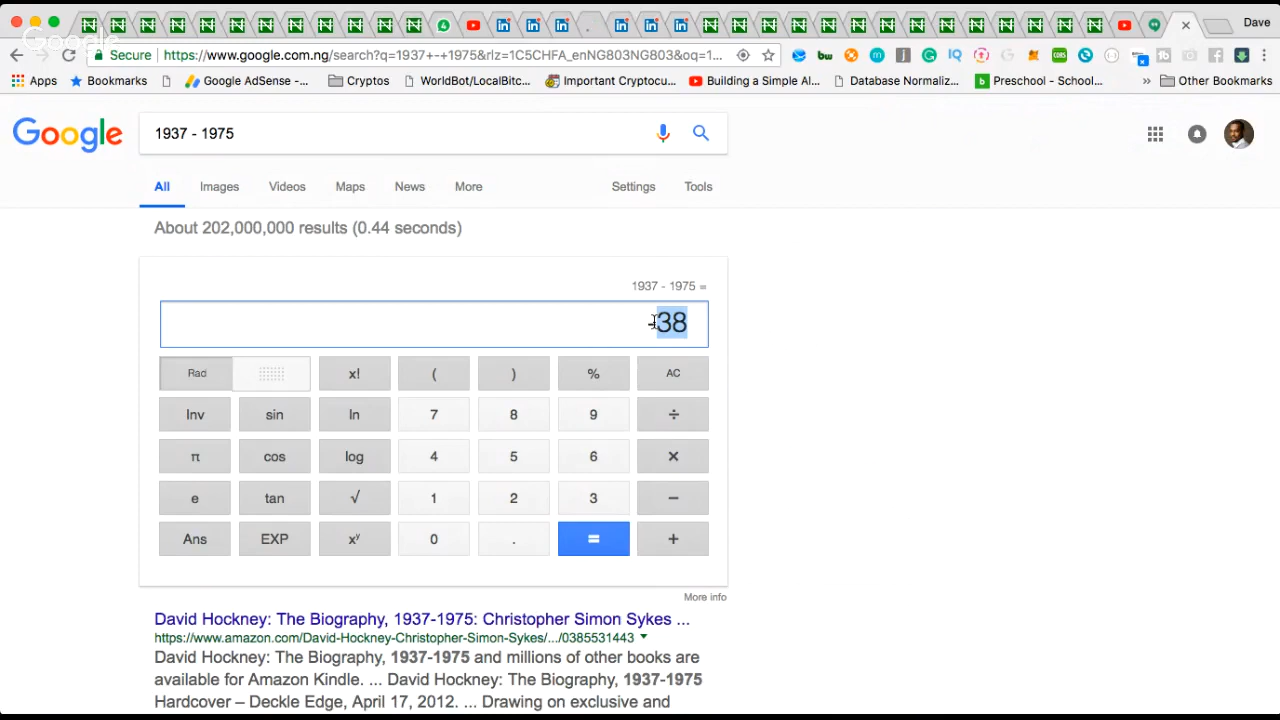 Dave
Google
Secure https://www.google.com.ng/search?q=1937+-+1975&rlz=1C5CHFA_enNG803NG803&oq=1...
Apps Bookmarks Google AdSense -... Cryptos Worldwide/LocalBitc... Important Cryptocu... Building a Simple Al... Database Normaliz... Preschool - School... » Other Bookmarks
Google 1937 - 1975
All Images Videos Maps News More Settings Tools
About 202,000,000 results (0.44 seconds)
1937 - 1975 =
-38
Rad x! ( ) % AC
Inv sin ln 7 8 9 ÷
π cos log 4 5 6 ×
e tan √ 1 2 3 −
Ans EXP xʸ 0 . = +
More info
David Hockney: The Biography, 1937-1975: Christopher Simon Sykes ...
https://www.amazon.com/David-Hockney-Christopher-Simon-Sykes/.../0385531443
David Hockney: The Biography, 1937-1975 and millions of other books are
available for Amazon Kindle. ... David Hockney: The Biography, 1937-1975
Hardcover – Deckle Edge, April 17, 2012. ... Drawing on exclusive and